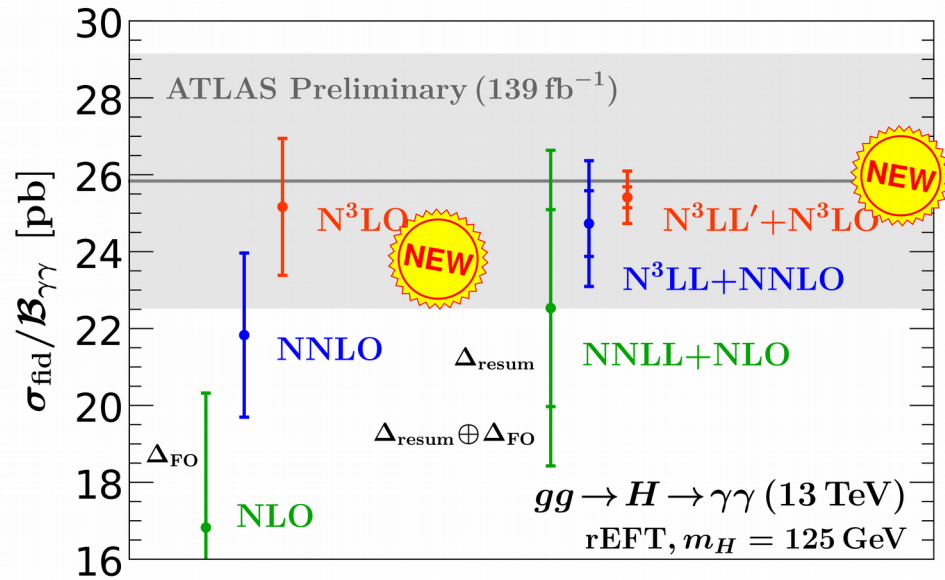 30
28
26
24
22
20
18
16
σ_fid/𝓑_γγ [pb]
ATLAS Preliminary (139 fb⁻¹)
N³LO
NEW
NNLO
NLO
Δ_FO
NEW
N³LL′+N³LO
N³LL+NNLO
NNLL+NLO
Δ_resum
Δ_resum ⊕ Δ_FO
gg → H → γγ (13 TeV)
rEFT, m_H = 125 GeV